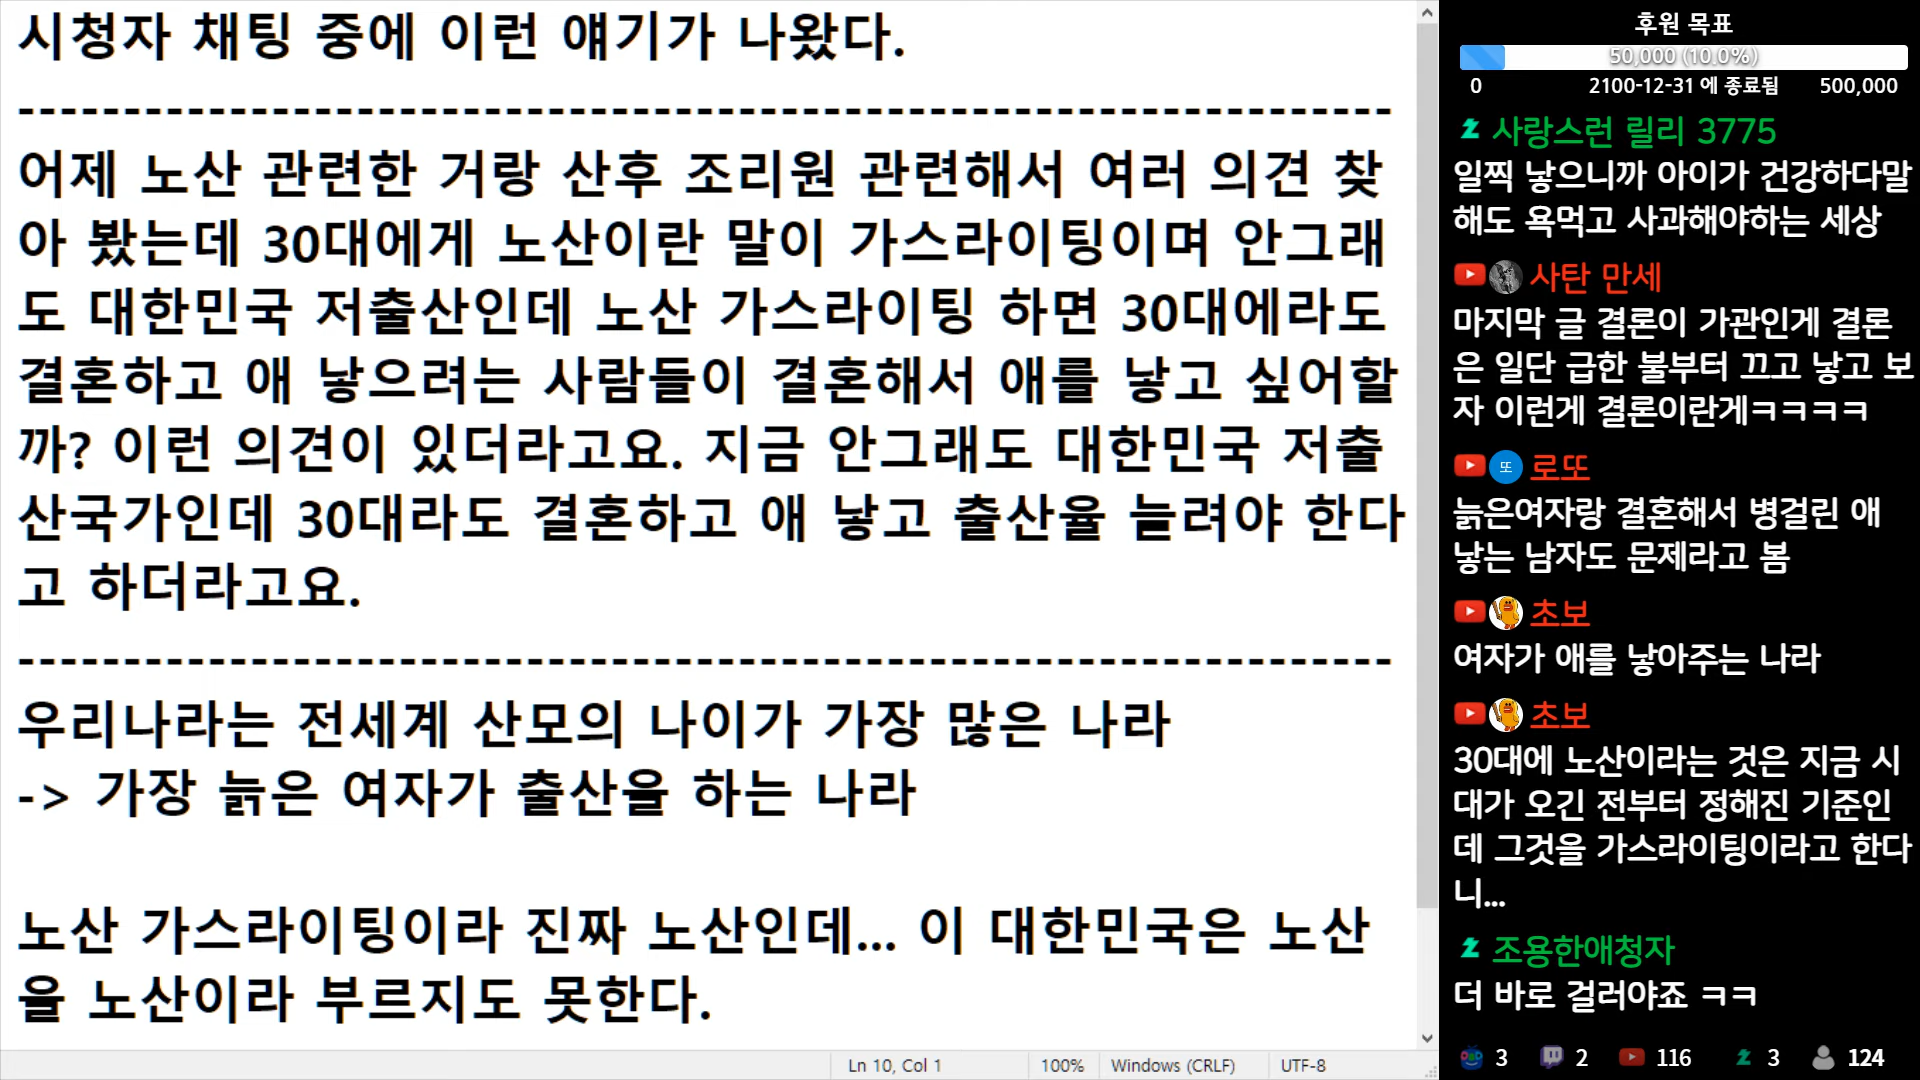 시청자 채팅 중에 이런 얘기가 나왔다.
-----------------------------------------------------------------
어제 노산 관련한 거랑 산후 조리원 관련해서 여러 의견 찾
아 봤는데 30대에게 노산이란 말이 가스라이팅이며 안그래
도 대한민국 저출산인데 노산 가스라이팅 하면 30대에라도
결혼하고 애 낳으려는 사람들이 결혼해서 애를 낳고 싶어할
까? 이런 의견이 있더라고요. 지금 안그래도 대한민국 저출
산국가인데 30대라도 결혼하고 애 낳고 출산율 늘려야 한다
고 하더라고요.
-----------------------------------------------------------------
우리나라는 전세계 산모의 나이가 가장 많은 나라
-> 가장 늙은 여자가 출산을 하는 나라
노산 가스라이팅이라 진짜 노산인데... 이 대한민국은 노산
을 노산이라 부르지도 못한다.
Ln 10, Col 1 100% Windows (CRLF) UTF-8
후원 목표
50,000 (10.0%)
0 2100-12-31 에 종료됨 500,000
사랑스런 릴리 3775
일찍 낳으니까 아이가 건강하다말
해도 욕먹고 사과해야하는 세상
사탄 만세
마지막 글 결론이 가관인게 결론
은 일단 급한 불부터 끄고 낳고 보
자 이런게 결론이란게ㅋㅋㅋㅋ
또 로또
늙은여자랑 결혼해서 병걸린 애
낳는 남자도 문제라고 봄
초보
여자가 애를 낳아주는 나라
초보
30대에 노산이라는 것은 지금 시
대가 오긴 전부터 정해진 기준인
데 그것을 가스라이팅이라고 한다
니...
조용한애청자
더 바로 걸러야죠 ㅋㅋ
3 2 116 3 124